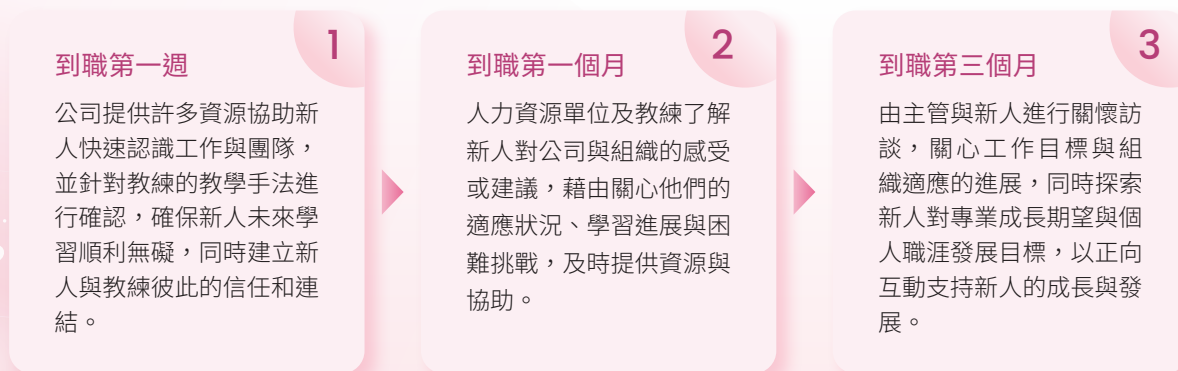 1
到職第一週
公司提供許多資源協助新
人快速認識工作與團隊，
並針對教練的教學手法進
行確認，確保新人未來學
習順利無礙，同時建立新
人與教練彼此的信任和連
結。
2
到職第一個月
人力資源單位及教練了解
新人對公司與組織的感受
或建議，藉由關心他們的
適應狀況、學習進展與困
難挑戰，及時提供資源與
協助。
3
到職第三個月
由主管與新人進行關懷訪
談，關心工作目標與組
織適應的進展，同時探索
新人對專業成長期望與個
人職涯發展目標，以正向
互動支持新人的成長與發
展。